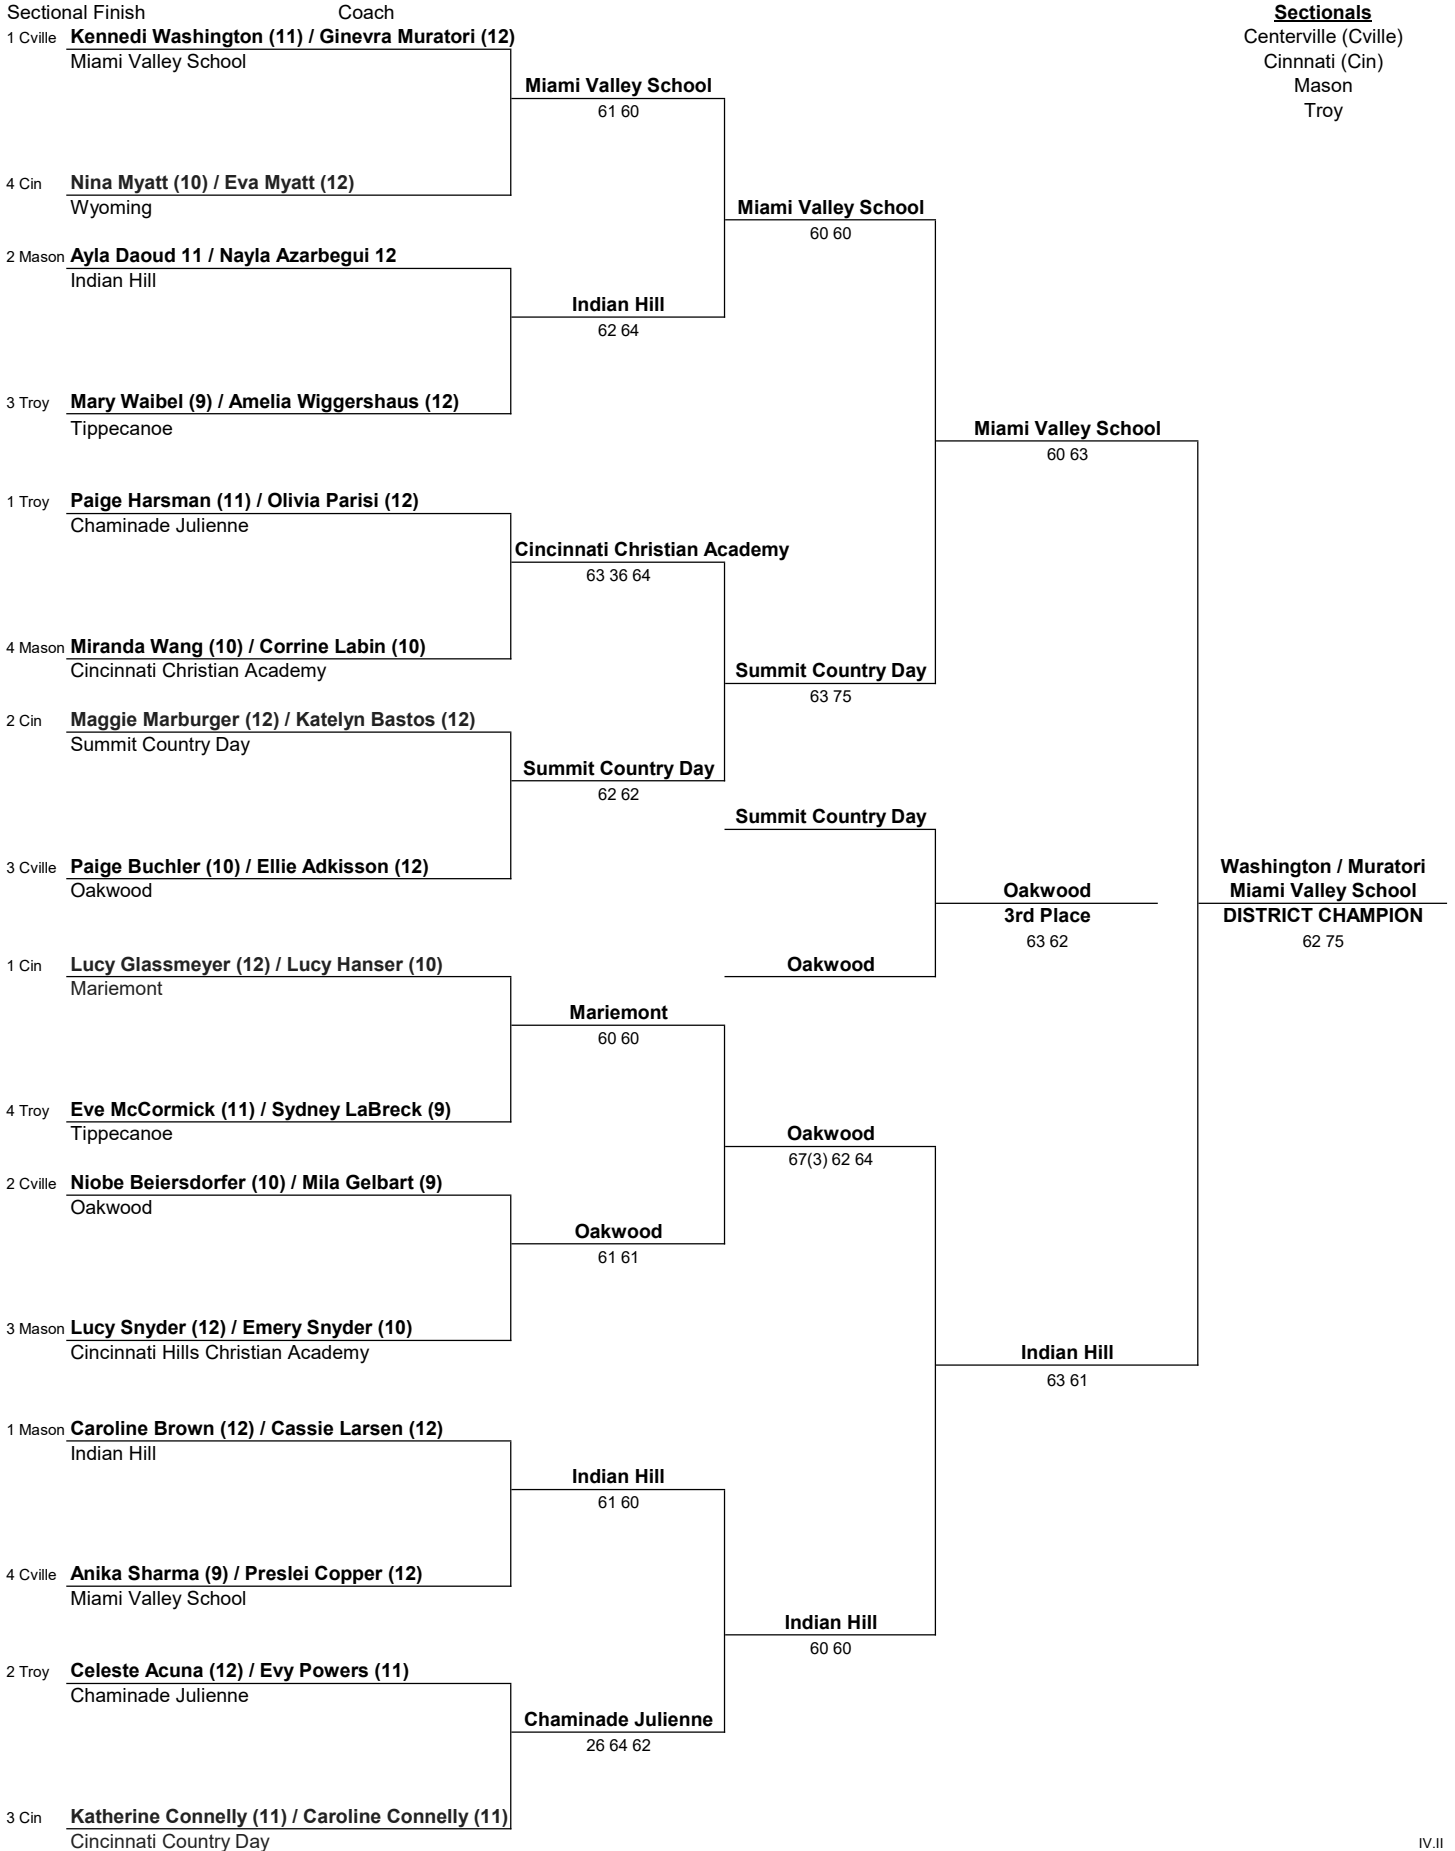 Sectional Finish Coach Sectionals
1 Cville Kennedi Washington (11) / Ginevra Muratori (12) Centerville (Cville)
Miami Valley School Cinnnati (Cin)
Miami Valley School Mason
61 60 Troy
4 Cin Nina Myatt (10) / Eva Myatt (12)
Wyoming Miami Valley School
60 60
2 Mason Ayla Daoud 11 / Nayla Azarbegui 12
Indian Hill
Indian Hill
62 64
3 Troy Mary Waibel (9) / Amelia Wiggershaus (12)
Tippecanoe Miami Valley School
60 63
1 Troy Paige Harsman (11) / Olivia Parisi (12)
Chaminade Julienne
Cincinnati Christian Academy
63 36 64
4 Mason Miranda Wang (10) / Corrine Labin (10)
Cincinnati Christian Academy Summit Country Day
63 75
2 Cin Maggie Marburger (12) / Katelyn Bastos (12)
Summit Country Day
Summit Country Day
62 62
Summit Country Day
3 Cville Paige Buchler (10) / Ellie Adkisson (12) Washington / Muratori
Oakwood Oakwood Miami Valley School
3rd Place DISTRICT CHAMPION
63 62 62 75
1 Cin Lucy Glassmeyer (12) / Lucy Hanser (10) Oakwood
Mariemont
Mariemont
60 60
4 Troy Eve McCormick (11) / Sydney LaBreck (9)
Tippecanoe Oakwood
67(3) 62 64
2 Cville Niobe Beiersdorfer (10) / Mila Gelbart (9)
Oakwood
Oakwood
61 61
3 Mason Lucy Snyder (12) / Emery Snyder (10)
Cincinnati Hills Christian Academy Indian Hill
63 61
1 Mason Caroline Brown (12) / Cassie Larsen (12)
Indian Hill
Indian Hill
61 60
4 Cville Anika Sharma (9) / Preslei Copper (12)
Miami Valley School
Indian Hill
60 60
2 Troy Celeste Acuna (12) / Evy Powers (11)
Chaminade Julienne
Chaminade Julienne
26 64 62
3 Cin Katherine Connelly (11) / Caroline Connelly (11)
Cincinnati Country Day IV.II